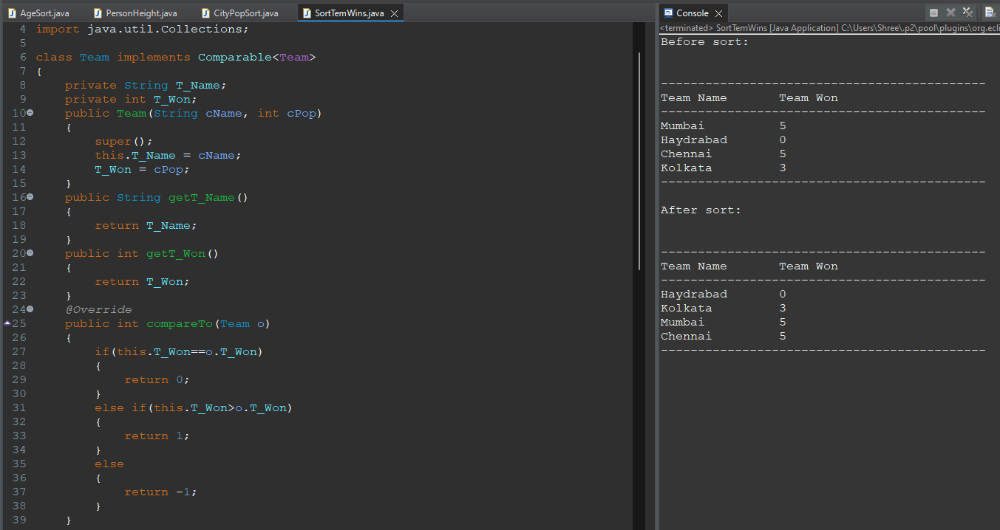 AgeSort.java PersonHeight.java CityPopSort.java SortTemWins.java
4 import java.util.Collections;
5
6 class Team implements Comparable<Team>
7 {
8 private String T_Name;
9 private int T_Won;
10 public Team(String cName, int cPop)
11 {
12 super();
13 this.T_Name = cName;
14 T_Won = cPop;
15 }
16 public String getT_Name()
17 {
18 return T_Name;
19 }
20 public int getT_Won()
21 {
22 return T_Won;
23 }
24 @Override
25 public int compareTo(Team o)
26 {
27 if(this.T_Won==o.T_Won)
28 {
29 return 0;
30 }
31 else if(this.T_Won>o.T_Won)
32 {
33 return 1;
34 }
35 else
36 {
37 return -1;
38 }
39 }
Console
<terminated> SortTemWins [Java Application] C:\Users\Shree\.p2\pool\plugins\org.ecli
Before sort:
--------------------------------------------
Team Name Team Won
--------------------------------------------
Mumbai 5
Haydrabad 0
Chennai 5
Kolkata 3
--------------------------------------------
After sort:
--------------------------------------------
Team Name Team Won
--------------------------------------------
Haydrabad 0
Kolkata 3
Mumbai 5
Chennai 5
--------------------------------------------